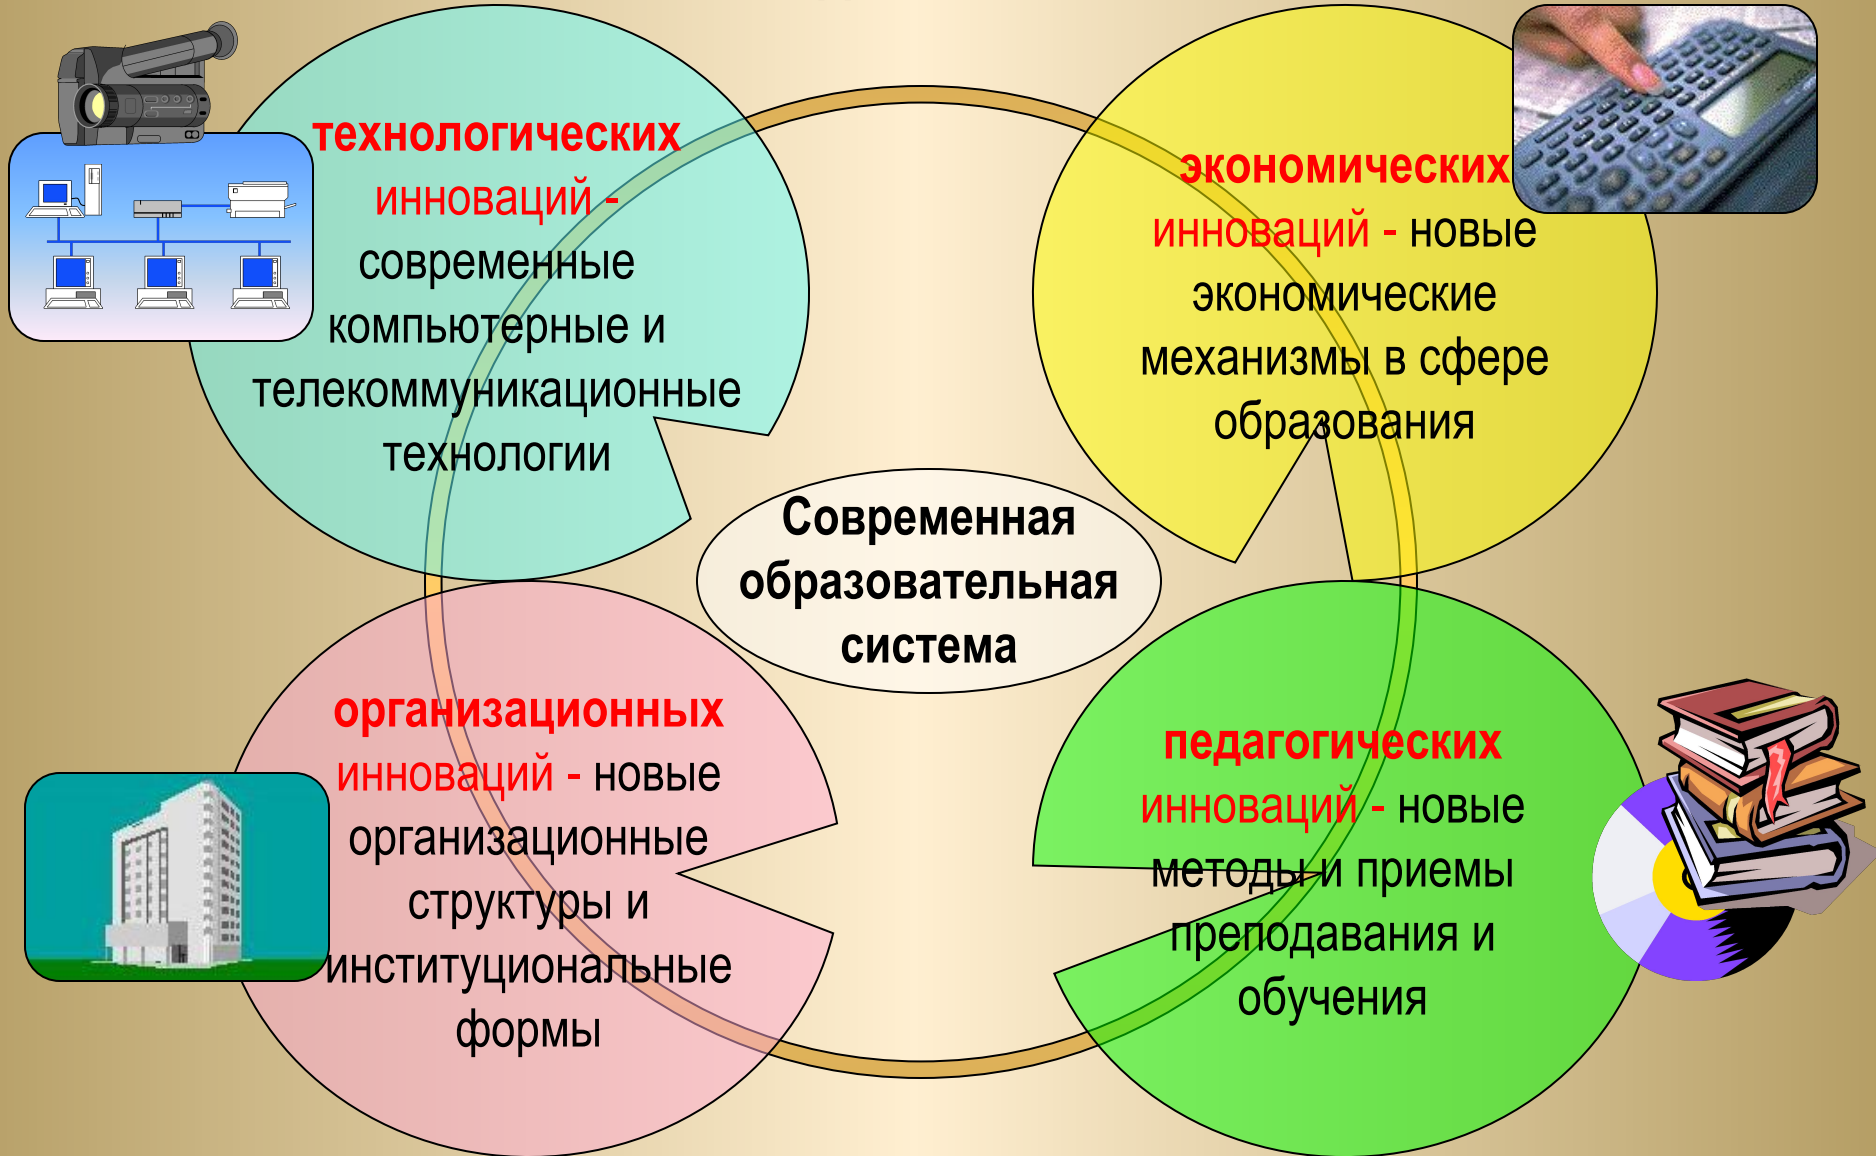 технологических
инноваций -
современные
компьютерные и
телекоммуникационные
технологии
экономических
инноваций - новые
экономические
механизмы в сфере
образования
Современная
образовательная
система
организационных
инноваций - новые
организационные
структуры и
институциональные
формы
педагогических
инноваций - новые
методы и приемы
преподавания и
обучения